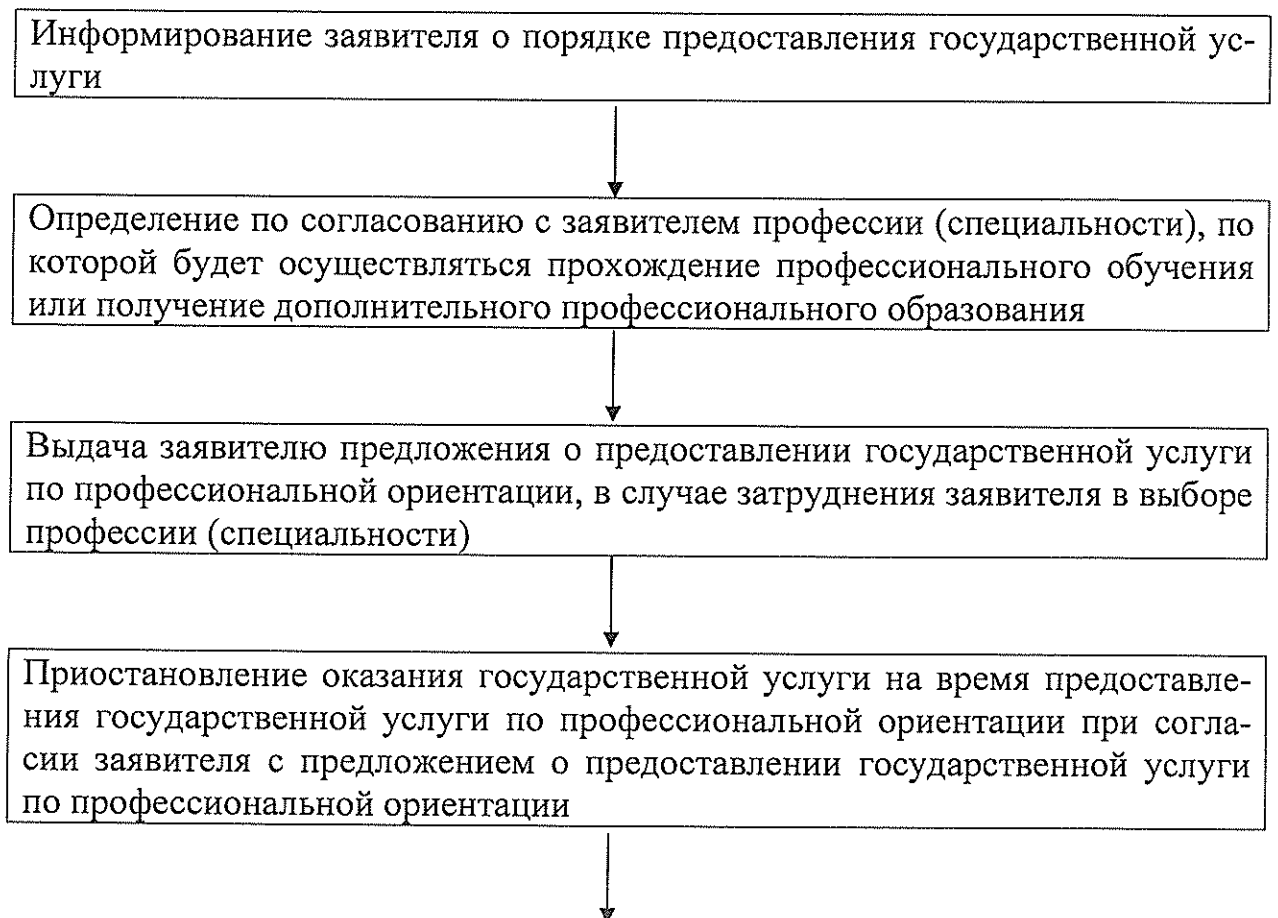 Информирование заявителя о порядке предоставления государственной ус-
луги
Определение по согласованию с заявителем профессии (специальности), по
которой будет осуществляться прохождение профессионального обучения
или получение дополнительного профессионального образования
Выдача заявителю предложения о предоставлении государственной услуги
по профессиональной ориентации, в случае затруднения заявителя в выборе
профессии (специальности)
Приостановление оказания государственной услуги на время предоставле-
ния государственной услуги по профессиональной ориентации при согла-
сии заявителя с предложением о предоставлении государственной услуги
по профессиональной ориентации